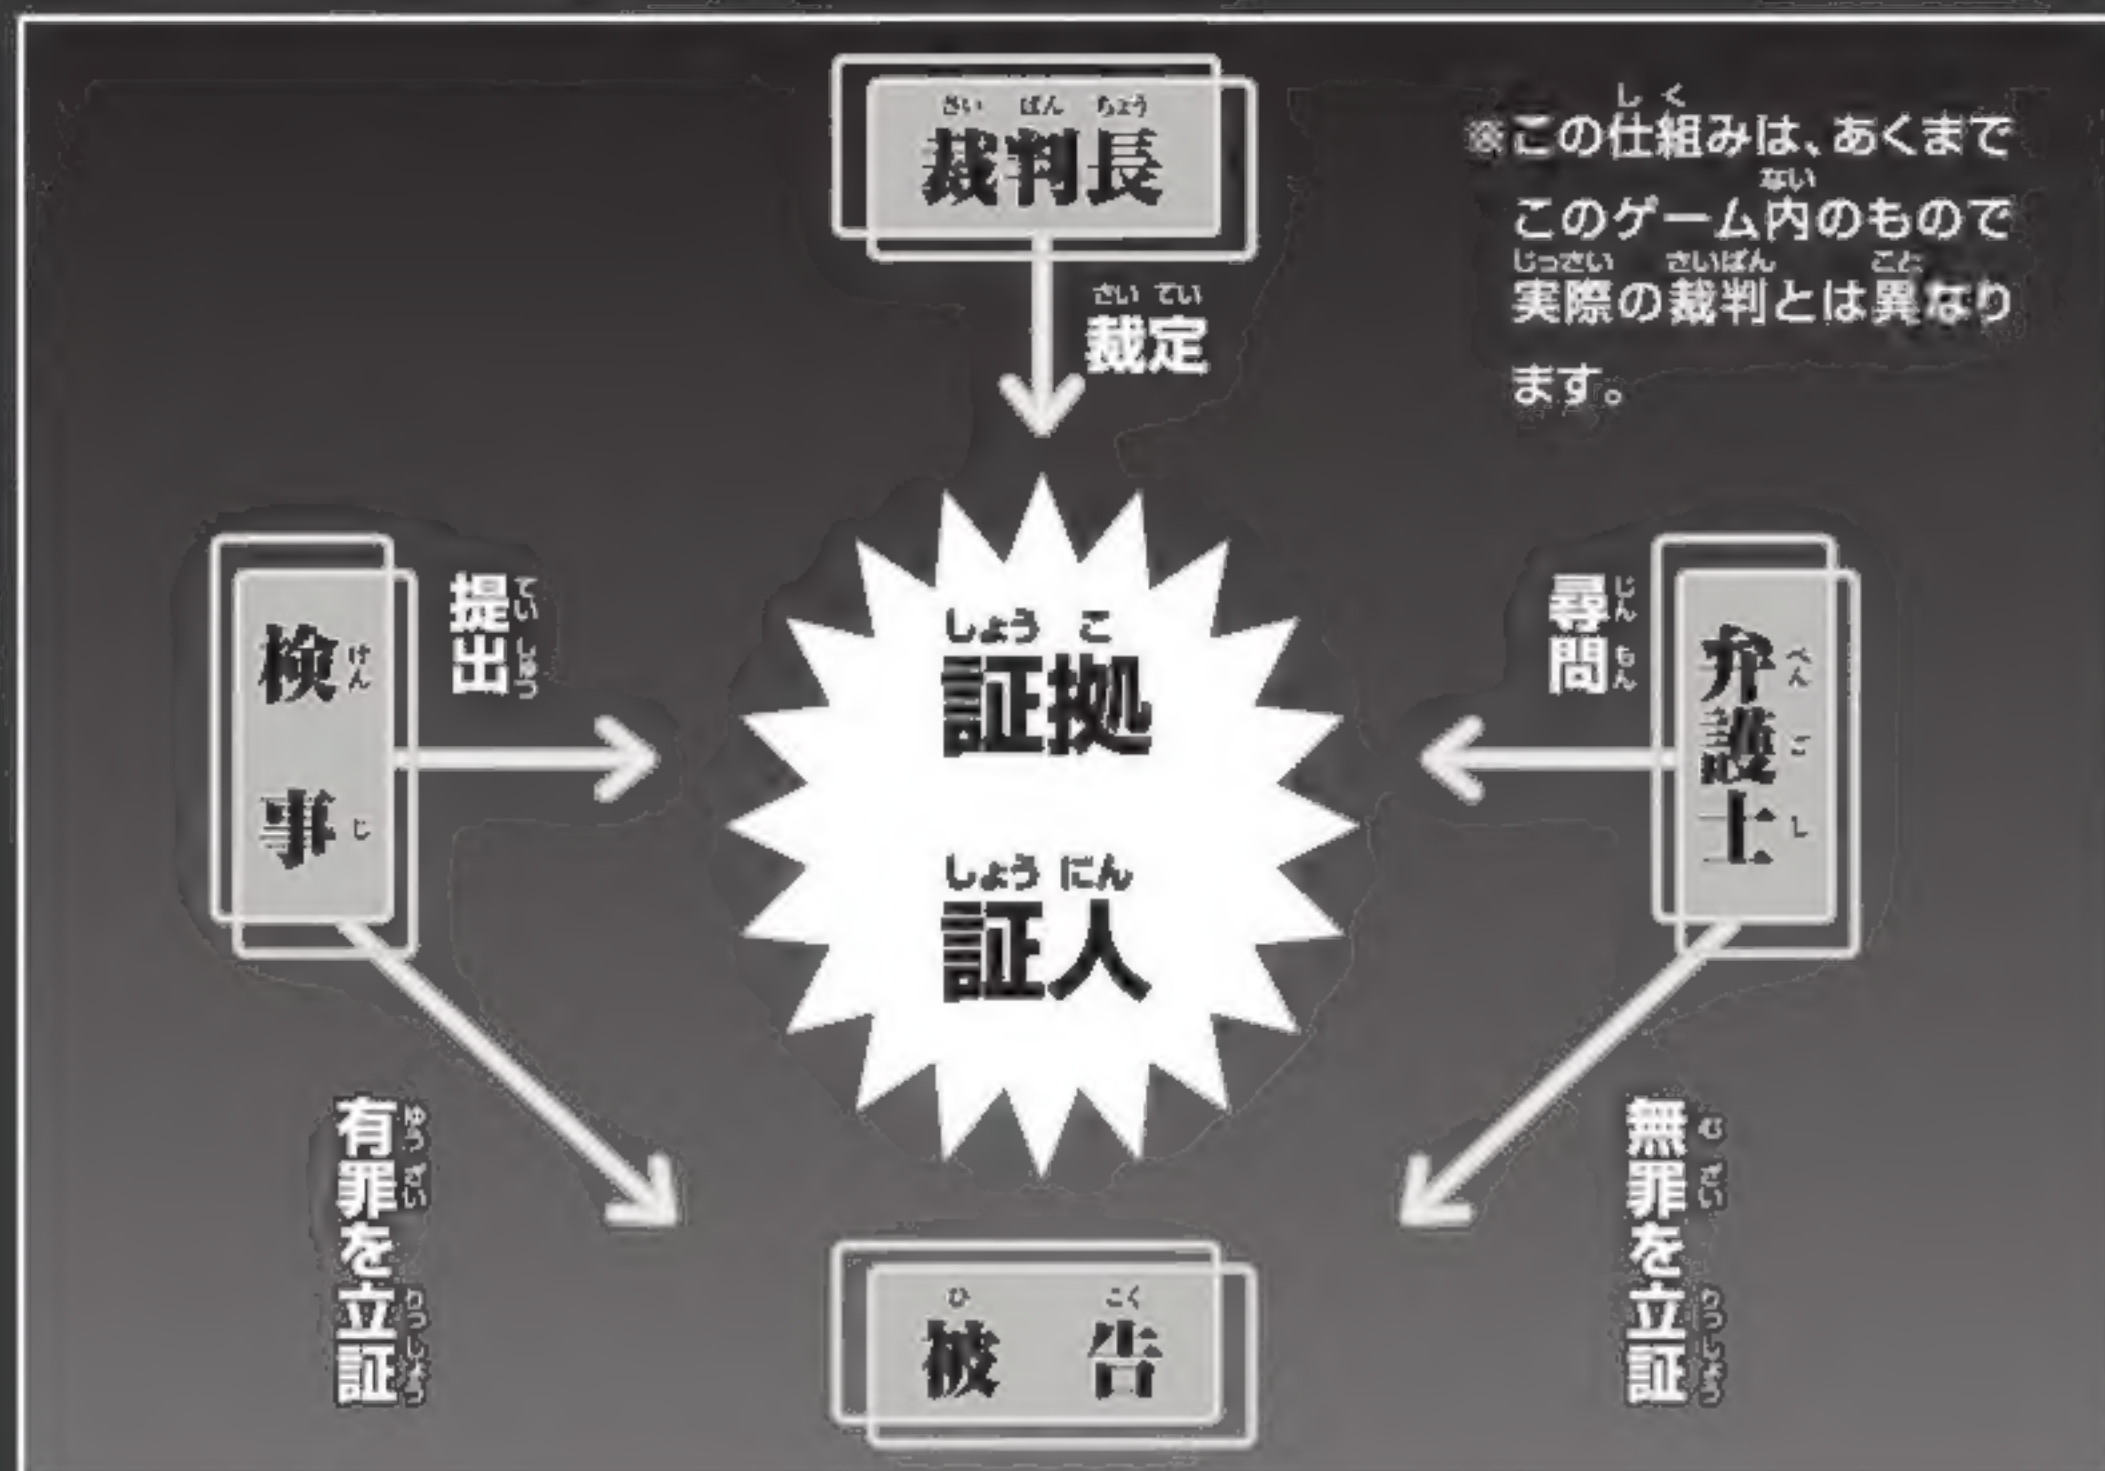 裁判長
裁定
※この仕組みは、あくまで
このゲーム内のもので
実際の裁判とは異なり
ます。
検事
提出
証拠
証人
尋問
弁護士
有罪を立証
無罪を立証
被告